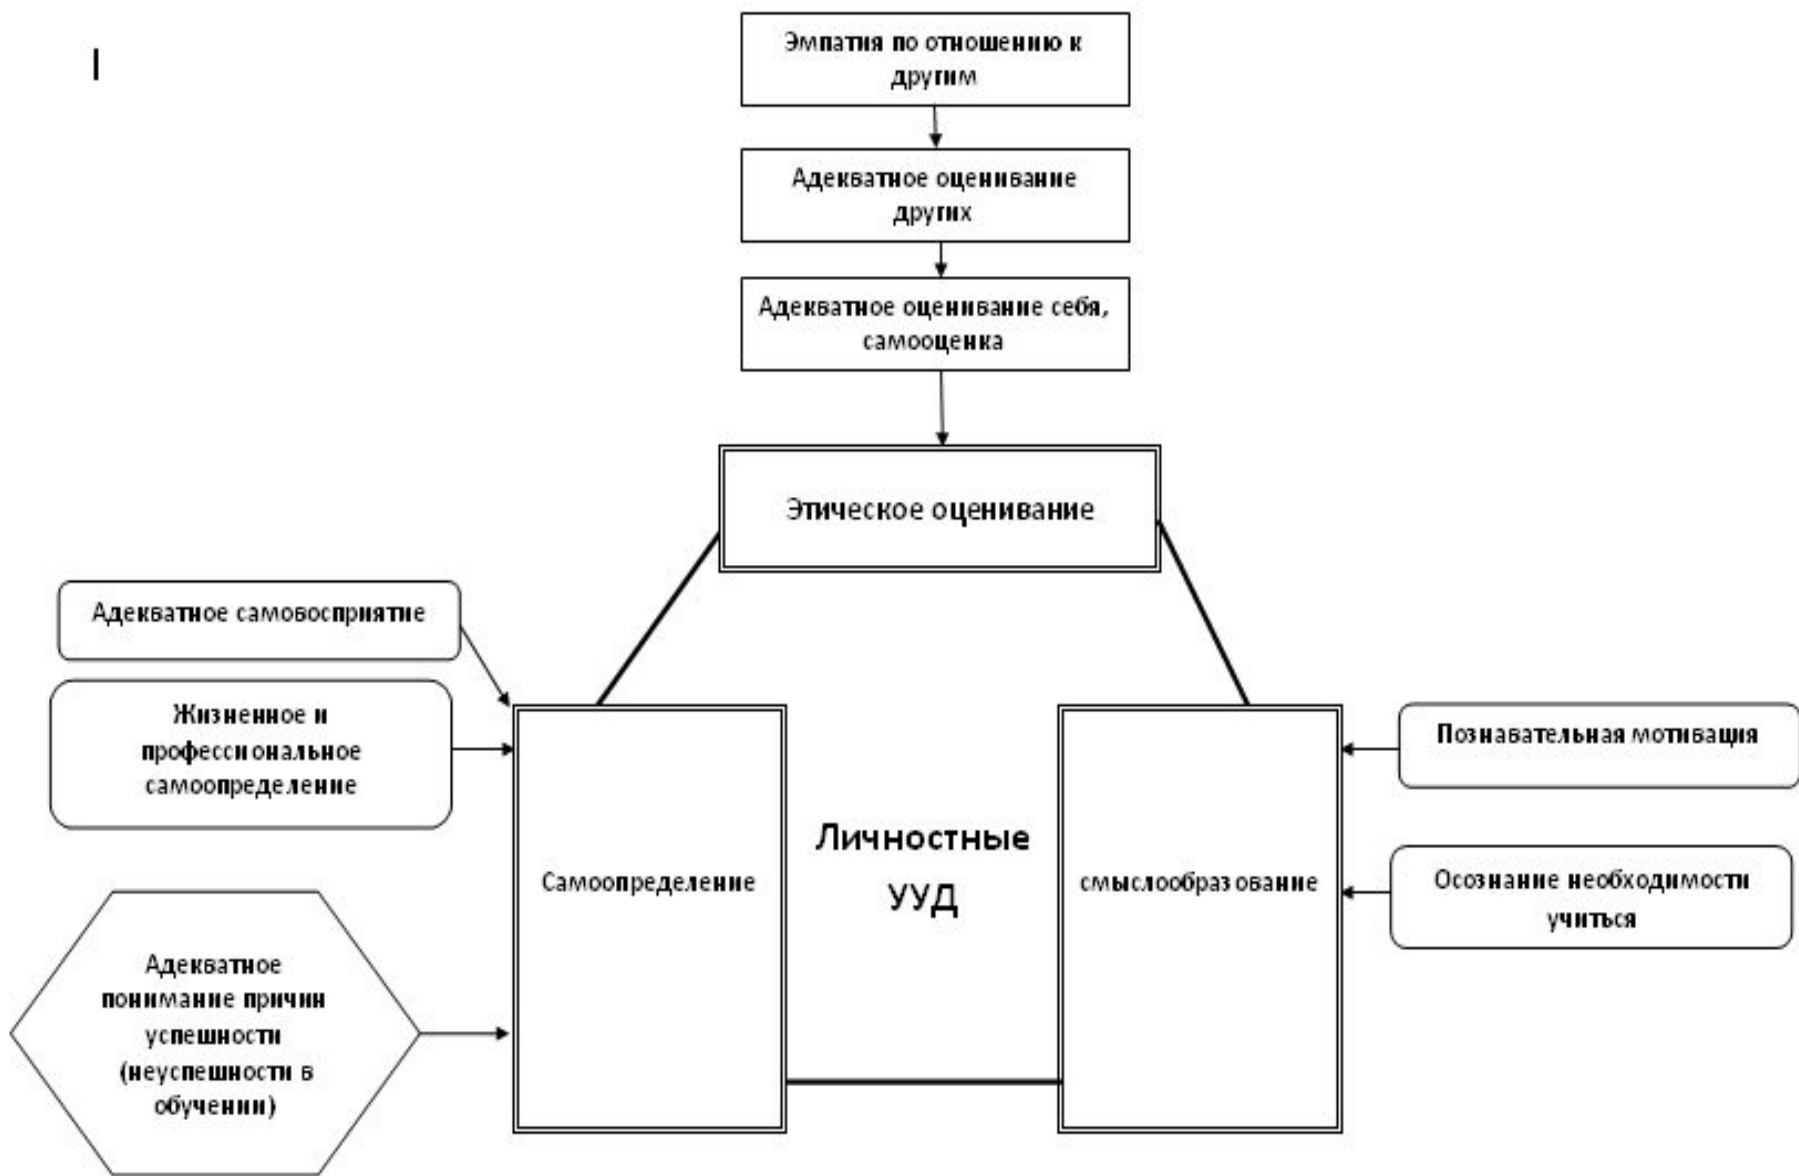 I
Эмпатия по отношению к
другим
Адекватное оценивание
других
Адекватное оценивание себя,
самооценка
Этическое оценивание
Адекватное самовосприятие
Жизненное и
профессиональное
самоопределение
Адекватное
понимание причин
успешности
(неуспешности в
обучении)
Самоопределение
Личностные
УУД
смыслообразование
Познавательная мотивация
Осознание необходимости
учиться